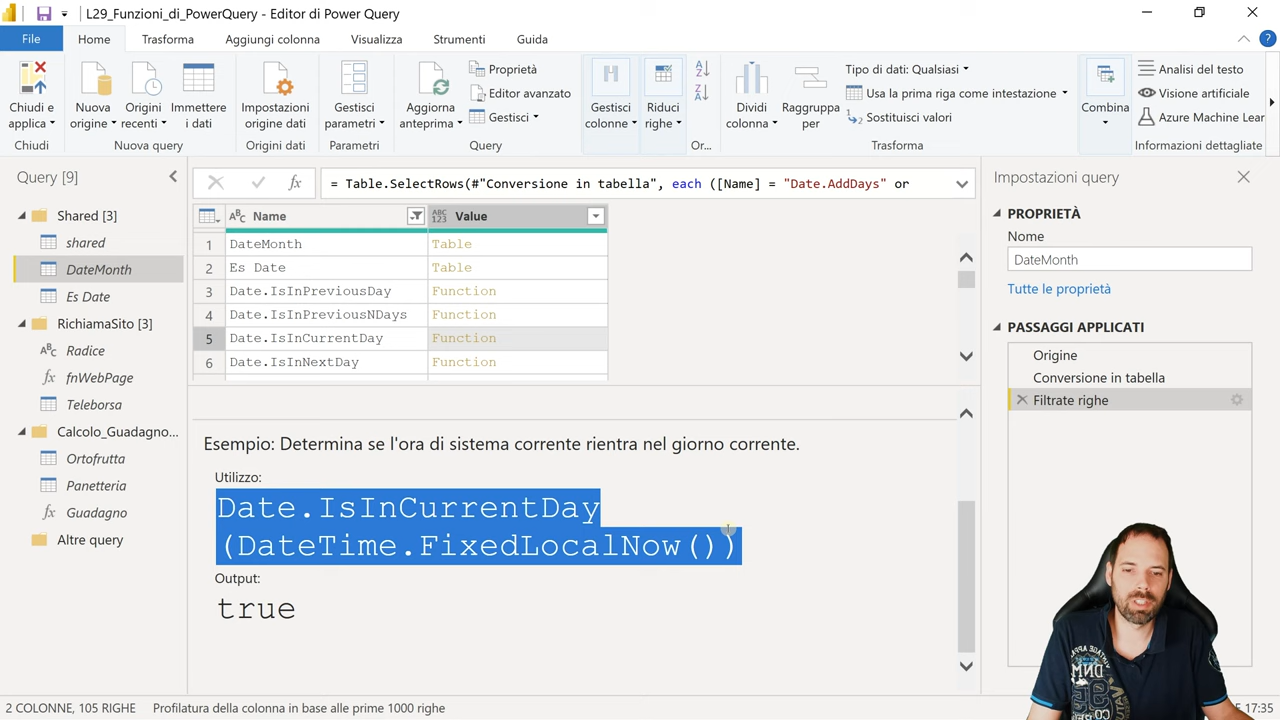 L29_Funzioni_di_PowerQuery - Editor di Power Query
File
Home
Trasforma
Aggiungi colonna
Visualizza
Strumenti
Guida
?
Chiudi e applica
Nuova origine
Origini recenti
Immettere i dati
Impostazioni origine dati
Gestisci parametri
Aggiorna anteprima
Proprietà
Editor avanzato
Gestisci
Gestisci colonne
Riduci righe
Dividi colonna
Raggruppa per
Tipo di dati: Qualsiasi
Usa la prima riga come intestazione
Sostituisci valori
Combina
Analisi del testo
Visione artificiale
Azure Machine Lear
Chiudi
Nuova query
Origini dati
Parametri
Query
Or...
Trasforma
Informazioni dettagliate
Query [9]
Shared [3]
shared
DateMonth
Es Date
RichiamaSito [3]
Radice
fx fnWebPage
Teleborsa
Calcolo_Guadagno...
Ortofrutta
Panetteria
fx Guadagno
Altre query
fx
= Table.SelectRows(#"Conversione in tabella", each ([Name] = "Date.AddDays" or
Name
Value
1 DateMonth Table
2 Es Date Table
3 Date.IsInPreviousDay Function
4 Date.IsInPreviousNDays Function
5 Date.IsInCurrentDay Function
6 Date.IsInNextDay Function
Esempio: Determina se l'ora di sistema corrente rientra nel giorno corrente.
Utilizzo:
Date.IsInCurrentDay
(DateTime.FixedLocalNow())
Output:
true
Impostazioni query
PROPRIETÀ
Nome
DateMonth
Tutte le proprietà
PASSAGGI APPLICATI
Origine
Conversione in tabella
Filtrate righe
2 COLONNE, 105 RIGHE
Profilatura della colonna in base alle prime 1000 righe
17:35